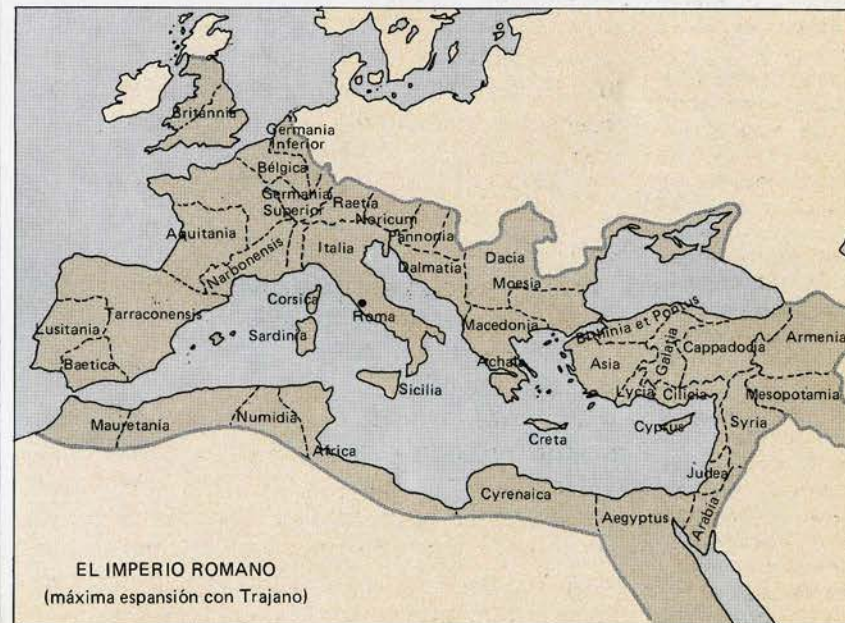 Britannia
Germania
Inferior
Bélgica
Germania
Superior
Raetia
Noricum
Aquitania
Narbonensis
Italia
Pannonia
Dalmatia
Dacia
Moesia
Corsica
Roma
Macedonia
Bithinia et Pontus
Armenia
Lusitania
Tarraconensis
Sardinia
Achaia
Asia
Galatia
Cappadocia
Baetica
Sicilia
Lycia
Cilicia
Mesopotamia
Mauretania
Numidia
Africa
Creta
Cyprus
Syria
Judea
Cyrenaica
Aegyptus
Arabia
EL IMPERIO ROMANO
(máxima espansión con Trajano)